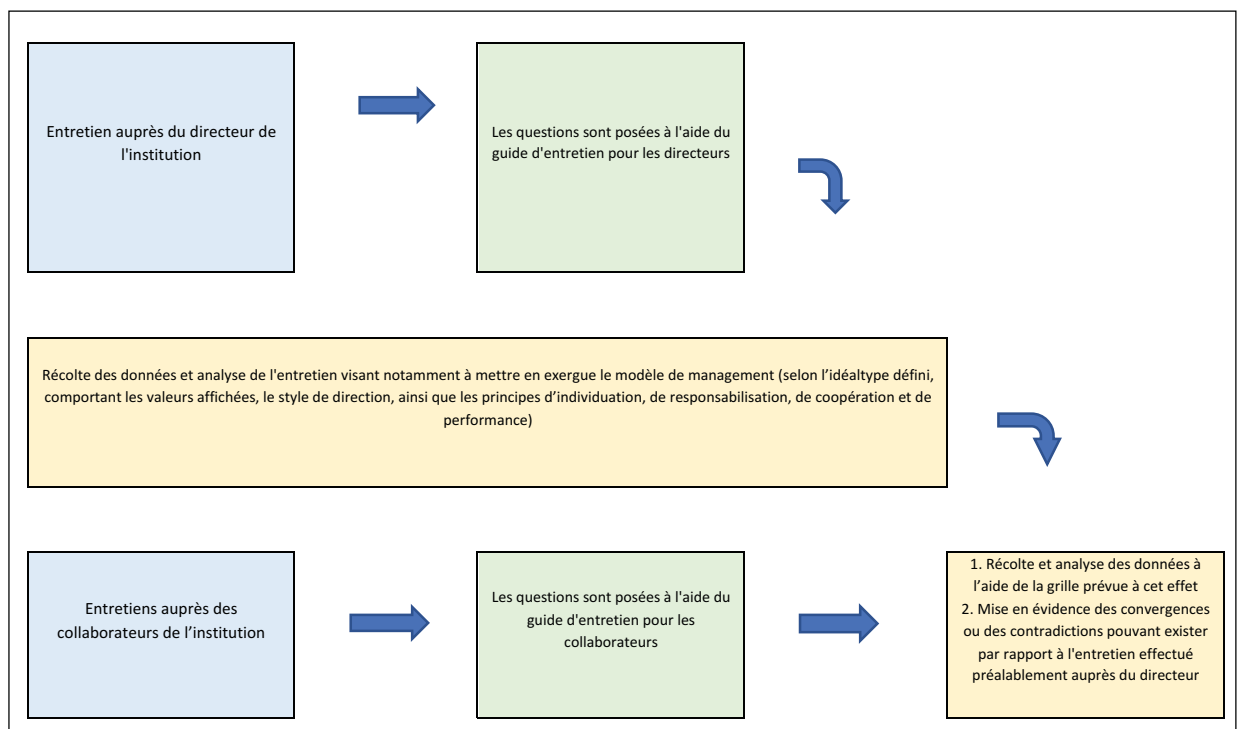 Entretien auprès du directeur de
l'institution
Les questions sont posées à l'aide du
guide d'entretien pour les directeurs
Récolte des données et analyse de l'entretien visant notamment à mettre en exergue le modèle de management (selon l’idéaltype défini,
comportant les valeurs affichées, le style de direction, ainsi que les principes d’individuation, de responsabilisation, de coopération et de
performance)
Entretiens auprès des
collaborateurs de l’institution
Les questions sont posées à l'aide du
guide d'entretien pour les
collaborateurs
1. Récolte et analyse des données à
l’aide de la grille prévue à cet effet
2. Mise en évidence des convergences
ou des contradictions pouvant exister
par rapport à l'entretien effectué
préalablement auprès du directeur